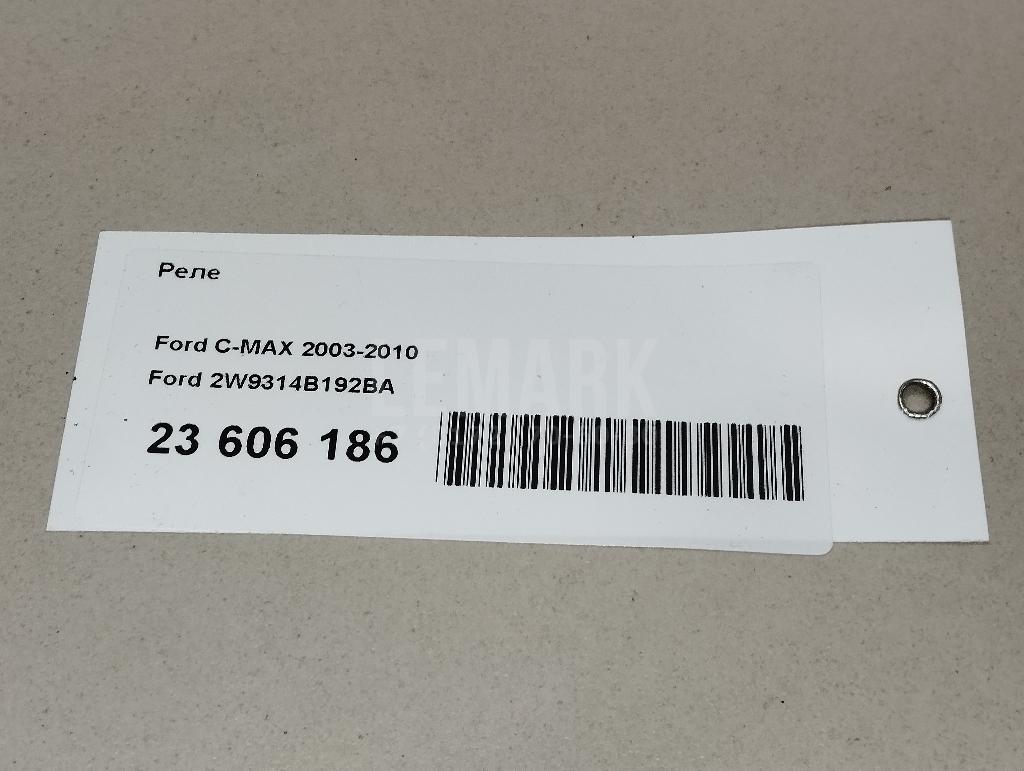 Реле
Ford C-MAX 2003-2010
Ford 2W9314B192BA
LEMARK
23 606 186